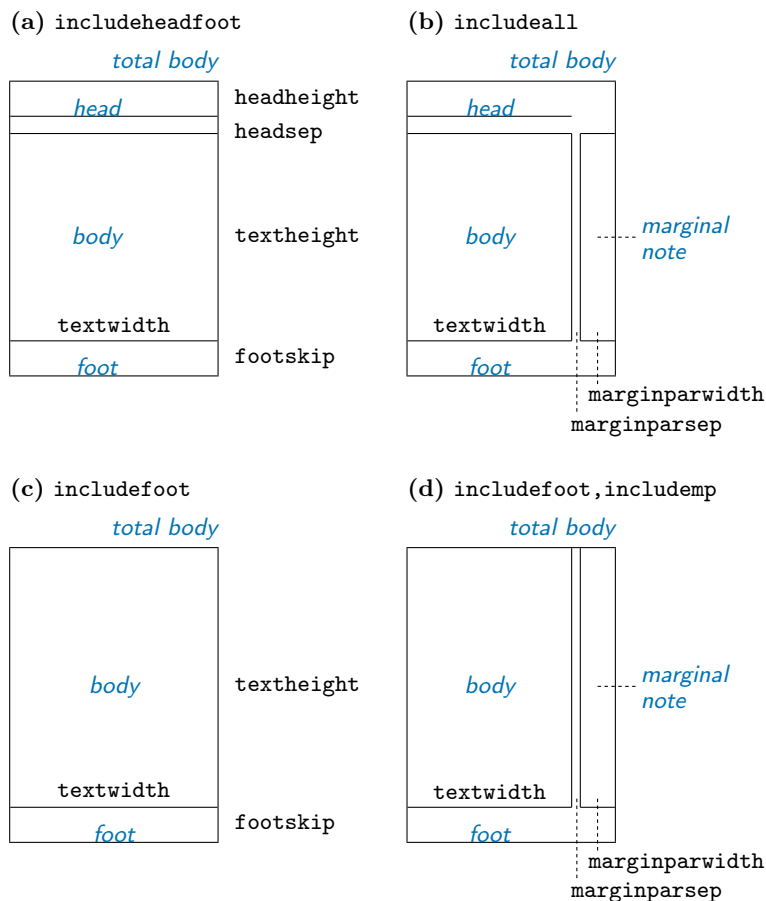 (a) includeheadfoot
total body
head
headheight
headsep
body
textheight
textwidth
foot
footskip
(b) includeall
total body
head
body
marginal
note
textwidth
foot
marginparwidth
marginparsep
(c) includefoot
total body
body
textheight
textwidth
foot
footskip
(d) includefoot,includemp
total body
body
marginal
note
textwidth
foot
marginparwidth
marginparsep